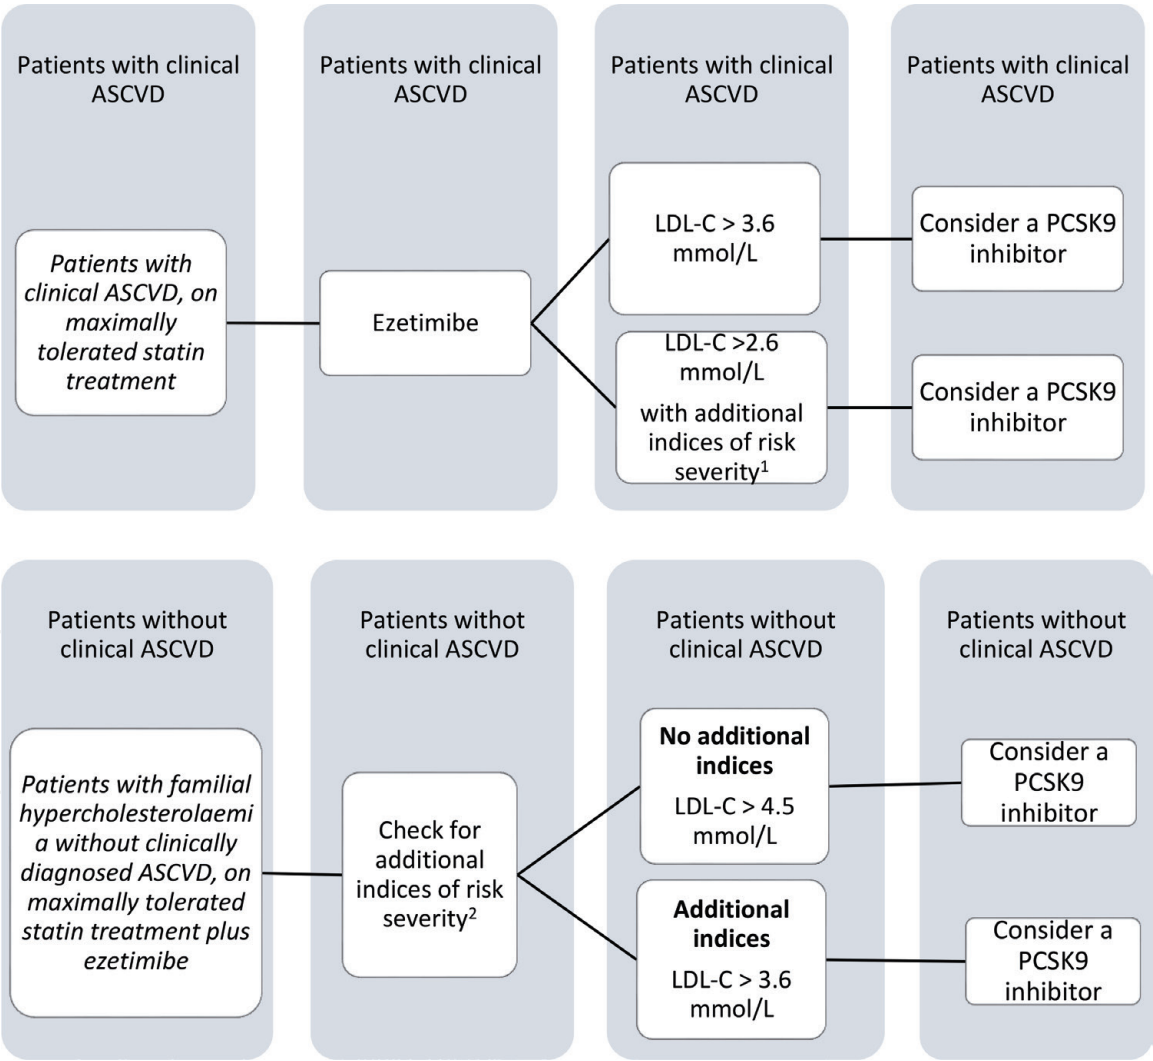 Patients with clinical
ASCVD
Patients with
clinical ASCVD, on
maximally
tolerated statin
treatment
Patients with clinical
ASCVD
Ezetimibe
Patients with clinical
ASCVD
LDL-C > 3.6
mmol/L
LDL-C >2.6
mmol/L
with additional
indices of risk
severity1
Patients with clinical
ASCVD
Consider a PCSK9
inhibitor
Consider a PCSK9
inhibitor
Patients without
clinical ASCVD
Patients with familial
hypercholesterolaemi
a without clinically
diagnosed ASCVD, on
maximally tolerated
statin treatment plus
ezetimibe
Patients withot
clinical ASCVD
Check for
additional
indices of risk
severity2
Patients without
clinical ASCVD
No additional
indices
LDL-C > 4.5
mmol/L
Additional
indices
LDL-C > 3.6
mmol/L
Patients without
clinical ASCVD
Consider a
PCSK9
inhibitor
Consider a
PCSK9
inhibitor